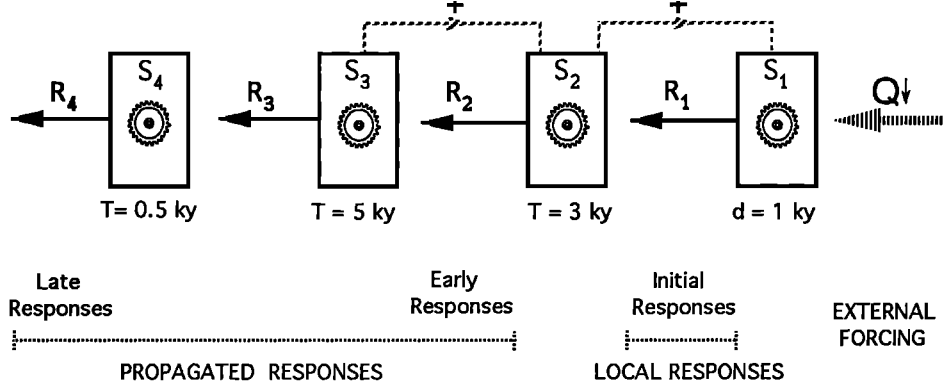 T
T
S4
S3
S2
S1
R4
R3
R2
R1
Q↓
T= 0.5 ky
T = 5 ky
T = 3 ky
d = 1 ky
Late
Responses
Early
Responses
Initial
Responses
EXTERNAL
FORCING
PROPAGATED RESPONSES
LOCAL RESPONSES